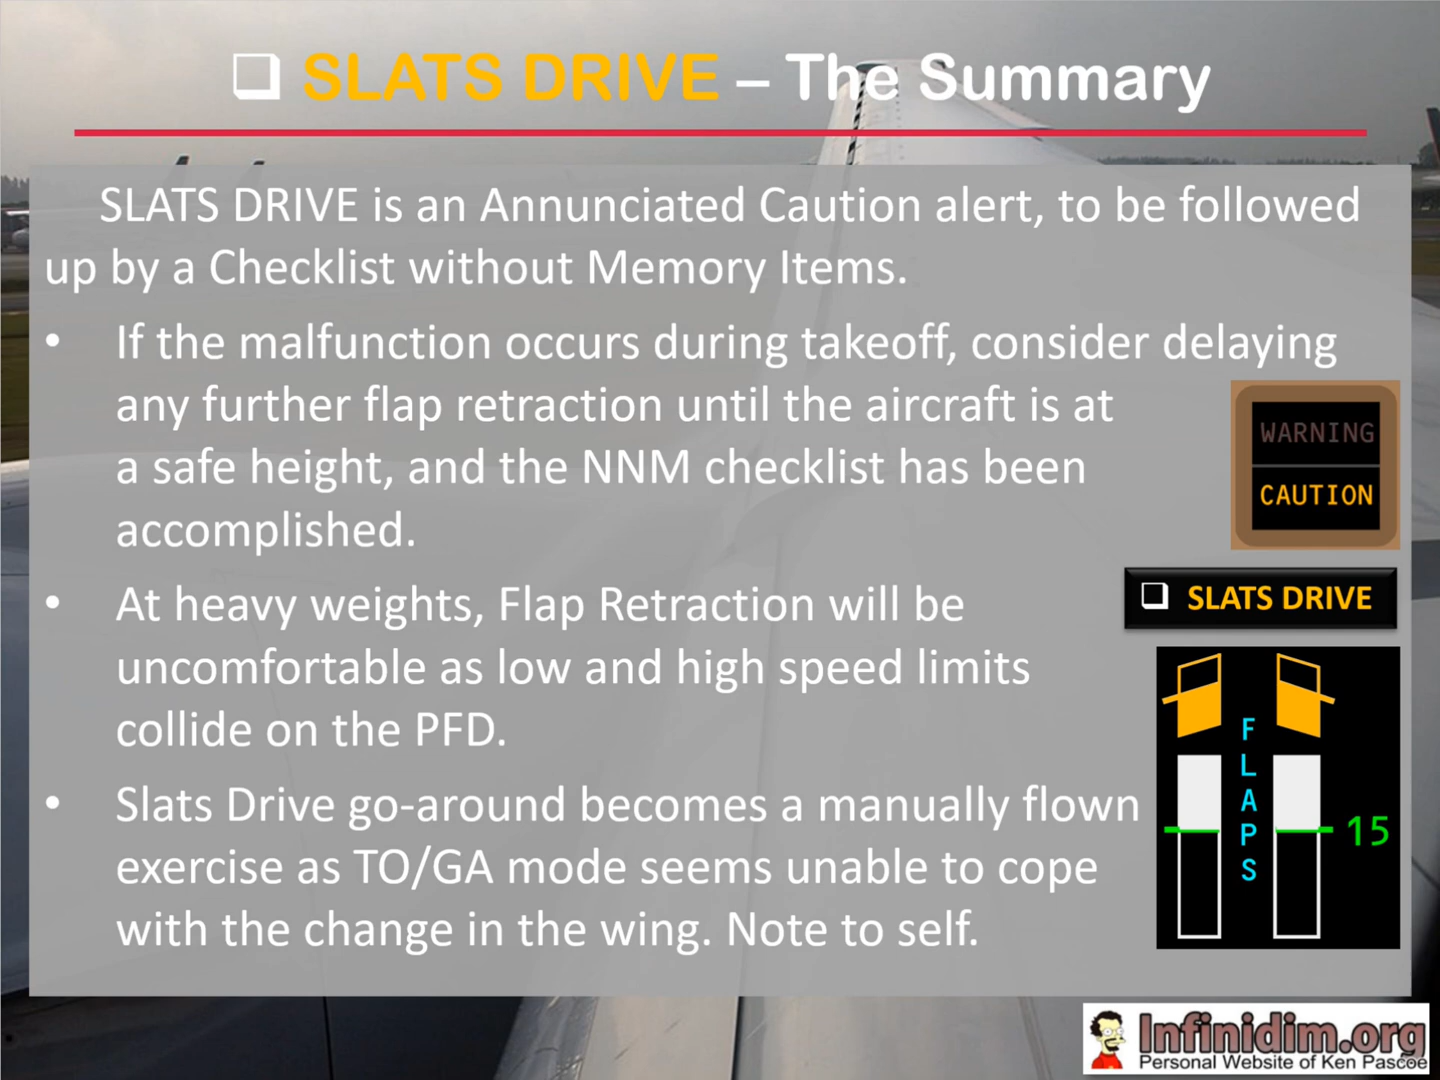 ❑ SLATS DRIVE – The Summary
SLATS DRIVE is an Annunciated Caution alert, to be followed
up by a Checklist without Memory Items.
• If the malfunction occurs during takeoff, consider delaying
any further flap retraction until the aircraft is at
a safe height, and the NNM checklist has been
accomplished.
• At heavy weights, Flap Retraction will be
uncomfortable as low and high speed limits
collide on the PFD.
• Slats Drive go-around becomes a manually flown
exercise as TO/GA mode seems unable to cope
with the change in the wing. Note to self.
WARNING
CAUTION
❑ SLATS DRIVE
FLAPS
15
Infinidim.org
Personal Website of Ken Pascoe